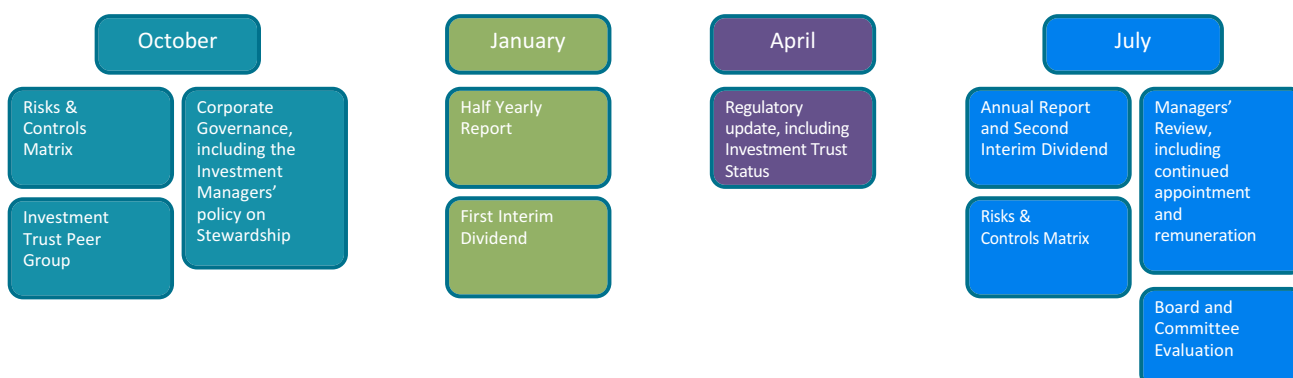 October
Risks &
Controls
Matrix
Investment
Trust Peer
Group
Corporate
Governance,
including the
Investment
Managers’
policy on
Stewardship
January
Half Yearly
Report
First Interim
Dividend
April
Regulatory
update, including
Investment Trust
Status
July
Annual Report
and Second
Interim Dividend
Risks &
Controls Matrix
Managers’
Review,
including
continued
appointment
and
remuneration
Board and
Committee
Evaluation